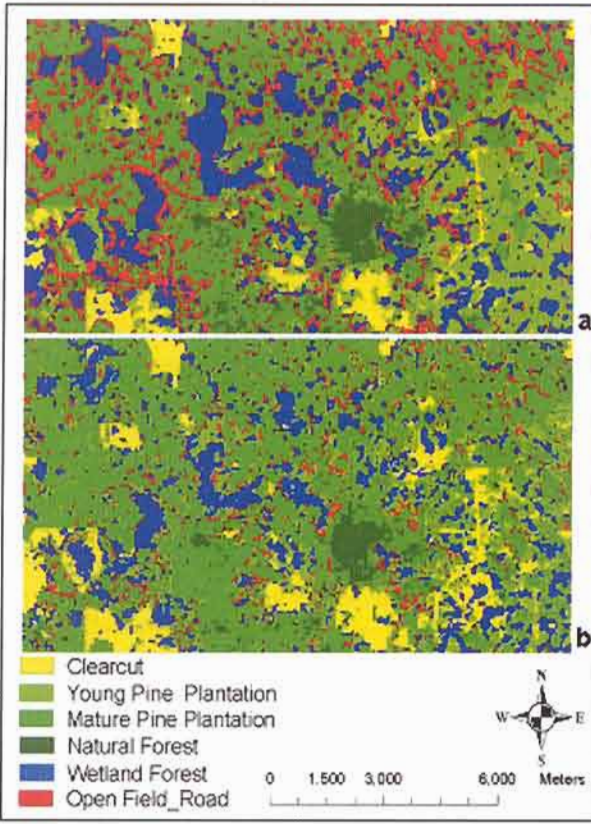 a
b
Clearcut
Young Pine Plantation
Mature Pine Plantation
Natural Forest
Wetland Forest
Open Field_Road
N
W E
S
0 1,500 3,000 6,000 Meters